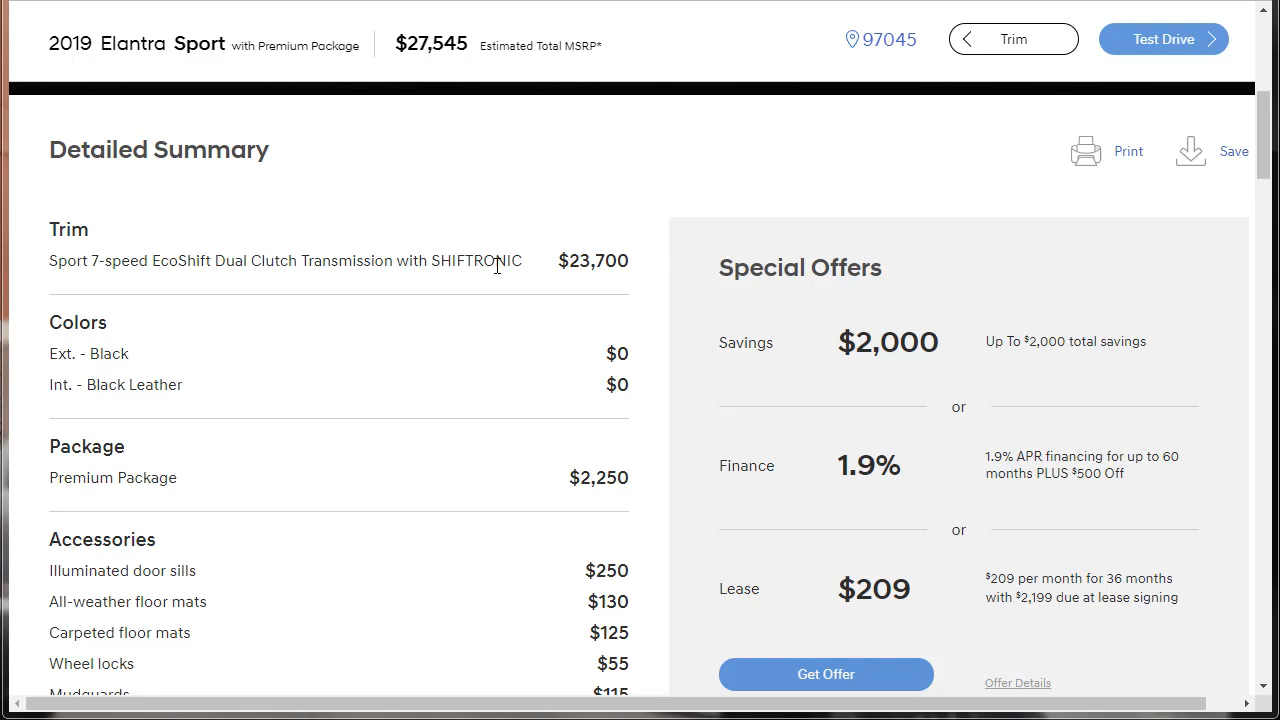 2019 Elantra Sport with Premium Package $27,545 Estimated Total MSRP* 97045 Trim Test Drive
Detailed Summary
Print Save
Trim
Sport 7-speed EcoShift Dual Clutch Transmission with SHIFTRONIC $23,700
Colors
Ext. - Black $0
Int. - Black Leather $0
Package
Premium Package $2,250
Accessories
Illuminated door sills $250
All-weather floor mats $130
Carpeted floor mats $125
Wheel locks $55
Mudguards $115
Special Offers
Savings $2,000 Up To $2,000 total savings
or
Finance 1.9% 1.9% APR financing for up to 60
months PLUS $500 Off
or
Lease $209 $209 per month for 36 months
with $2,199 due at lease signing
Get Offer Offer Details